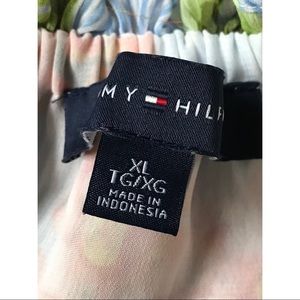 MY HILF
XL
TG/XG
MADE IN
INDONESIA